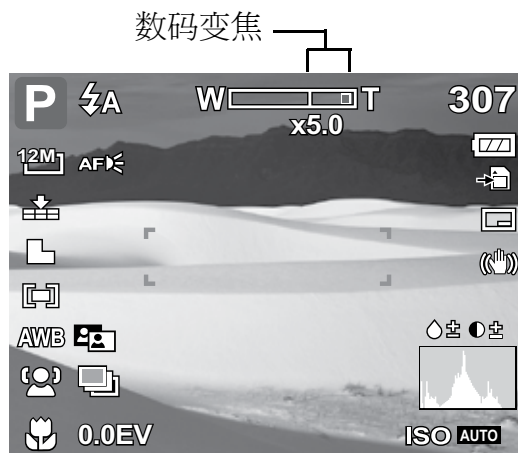 数码变焦
P A W T 307
x5.0
12M AF
AWB
0.0EV ISO AUTO